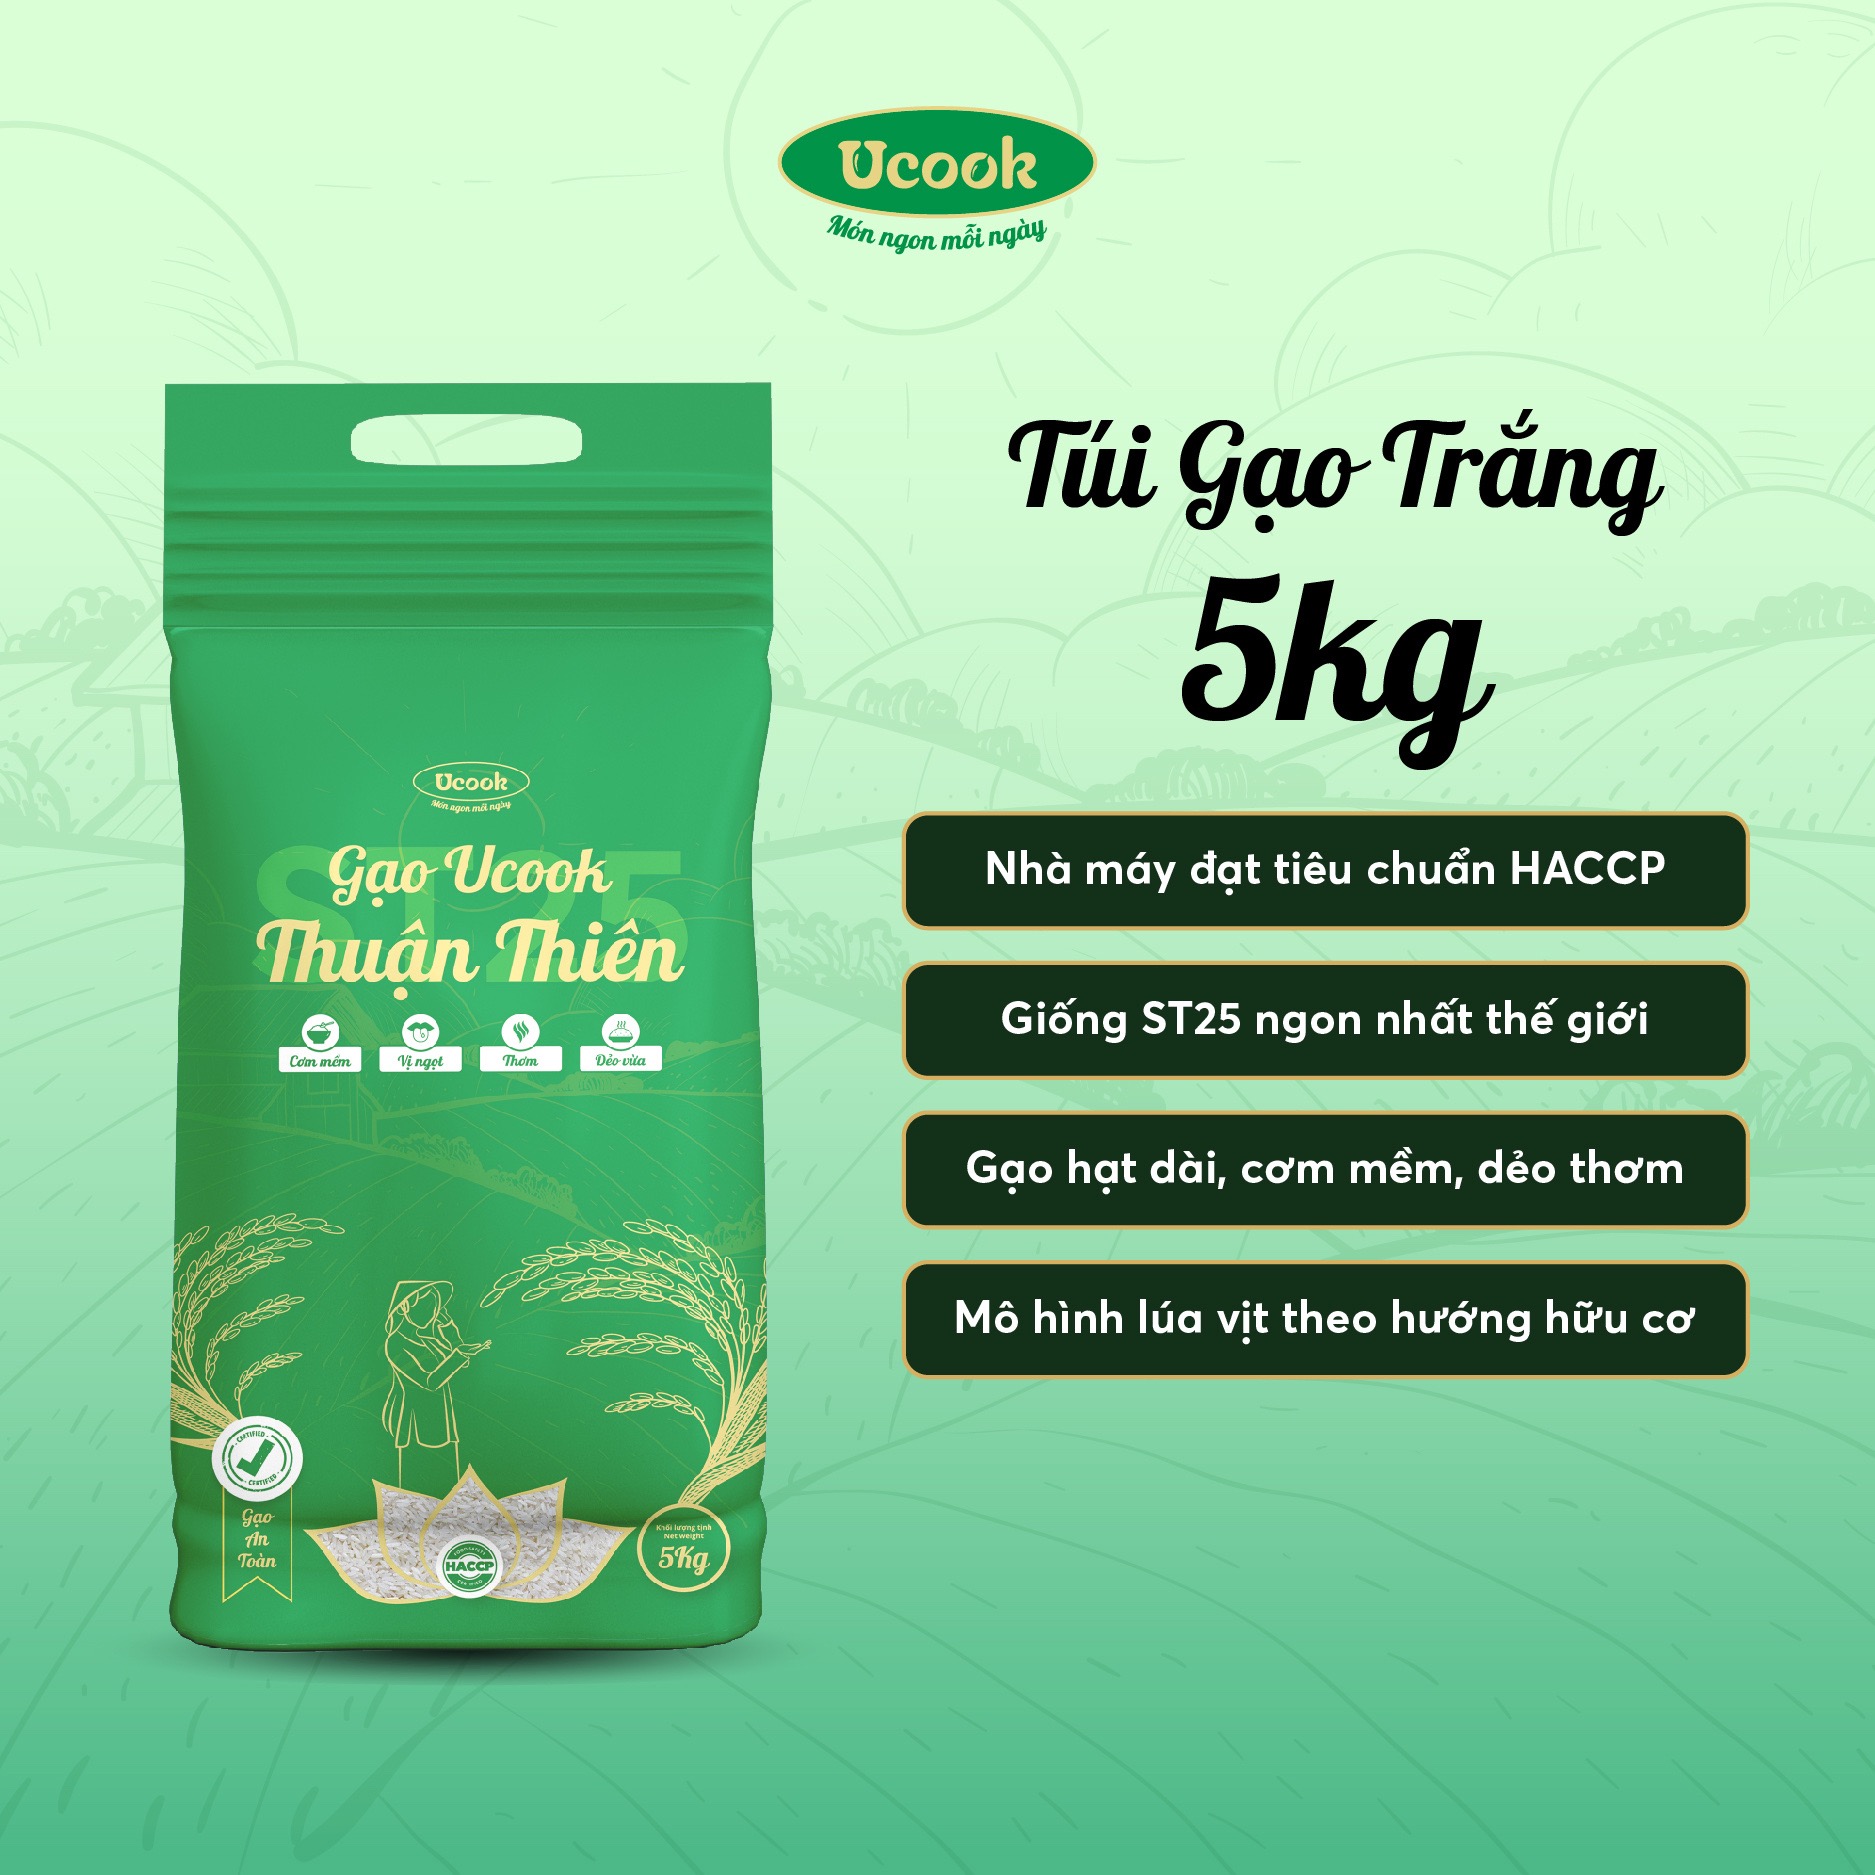 Ucook
Món ngon mỗi ngày
Túi Gạo Trắng
5kg
Nhà máy đạt tiêu chuẩn HACCP
Giống ST25 ngon nhất thế giới
Gạo hạt dài, cơm mềm, dẻo thơm
Mô hình lúa vịt theo hướng hữu cơ
Ucook
Món ngon mỗi ngày
ST25
Gạo Ucook
Thuận Thiên
Cơm mềm
Vị ngọt
Thơm
Dẻo vừa
CERTIFIED
CERTIFIED
Gạo
An
Toàn
HACCP
Khối lượng tịnh
Net weight
5Kg